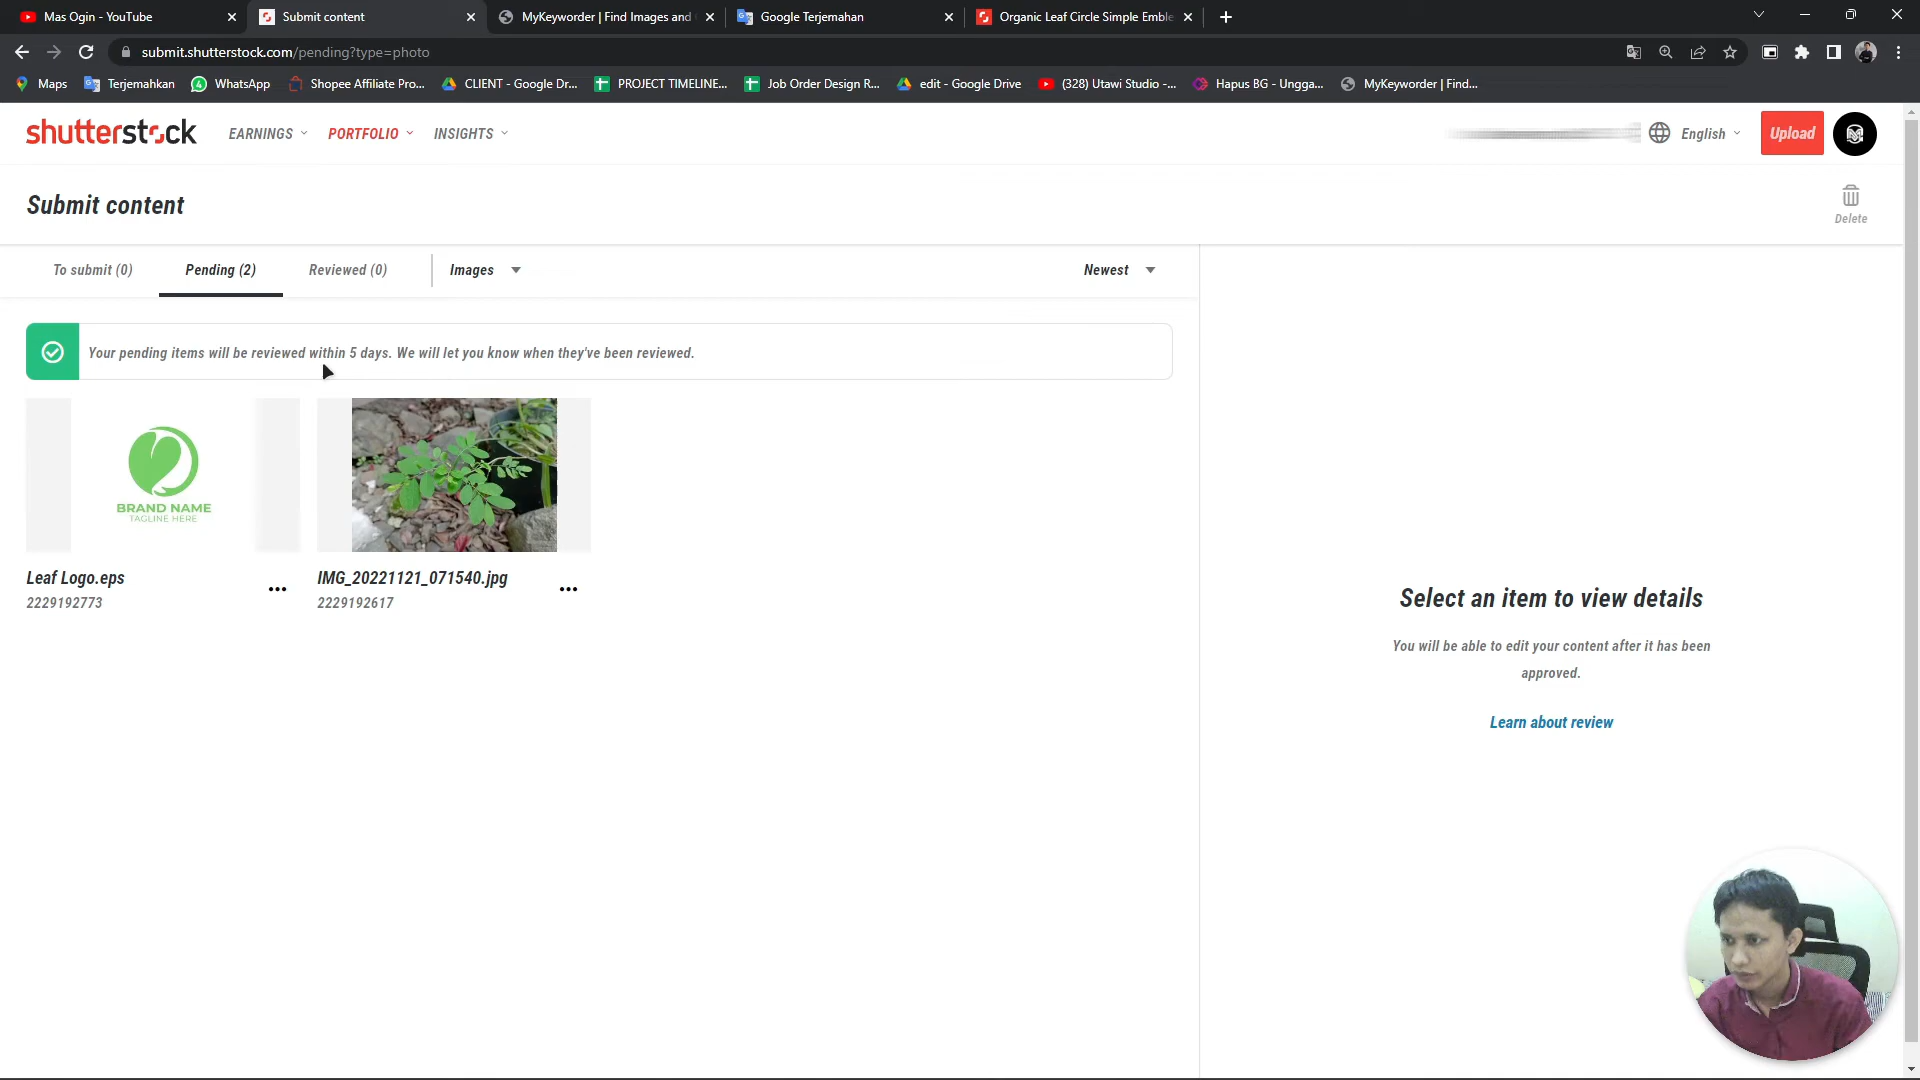 Mas Ogin - YouTube
Submit content
MyKeyworder | Find Images and
Google Terjemahan
Organic Leaf Circle Simple Emble
submit.shutterstock.com/pending?type=photo
Maps
Terjemahkan
WhatsApp
Shopee Affiliate Pro...
CLIENT - Google Dr...
PROJECT TIMELINE...
Job Order Design R...
edit - Google Drive
(328) Utawi Studio -...
Hapus BG - Ungga...
MyKeyworder | Find...
shutterstock
EARNINGS
PORTFOLIO
INSIGHTS
English
Upload
Submit content
Delete
To submit (0)
Pending (2)
Reviewed (0)
Images
Newest
Your pending items will be reviewed within 5 days. We will let you know when they've been reviewed.
BRAND NAME
TAGLINE HERE
Leaf Logo.eps
2229192773
IMG_20221121_071540.jpg
2229192617
Select an item to view details
You will be able to edit your content after it has been
approved.
Learn about review